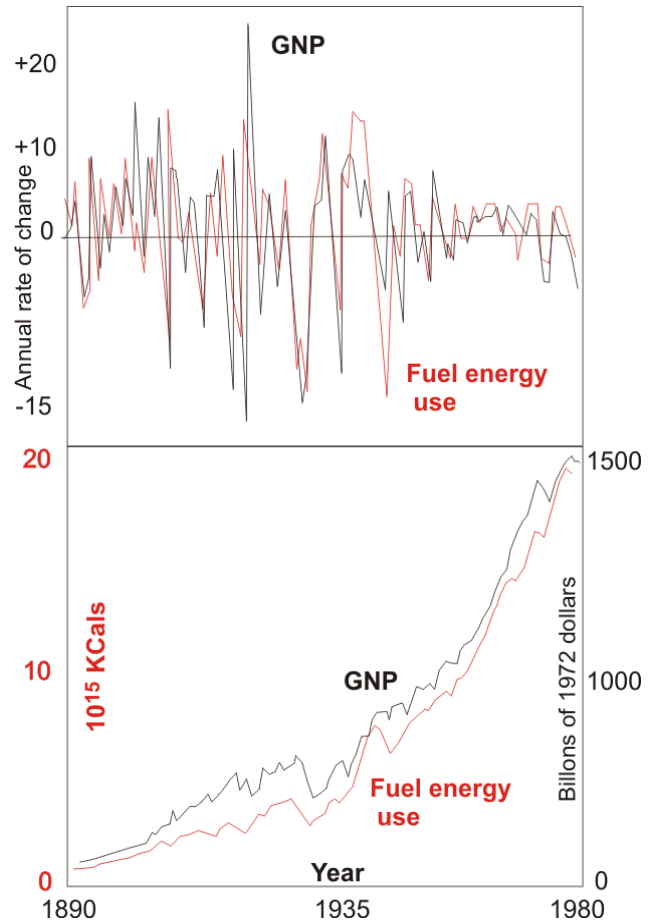 GNP
+20
+10
0
-15
Annual rate of change
Fuel energy
use
20
10
0
10¹⁵ KCals
GNP
Fuel energy
use
1500
1000
0
Billons of 1972 dollars
Year
1890
1935
1980